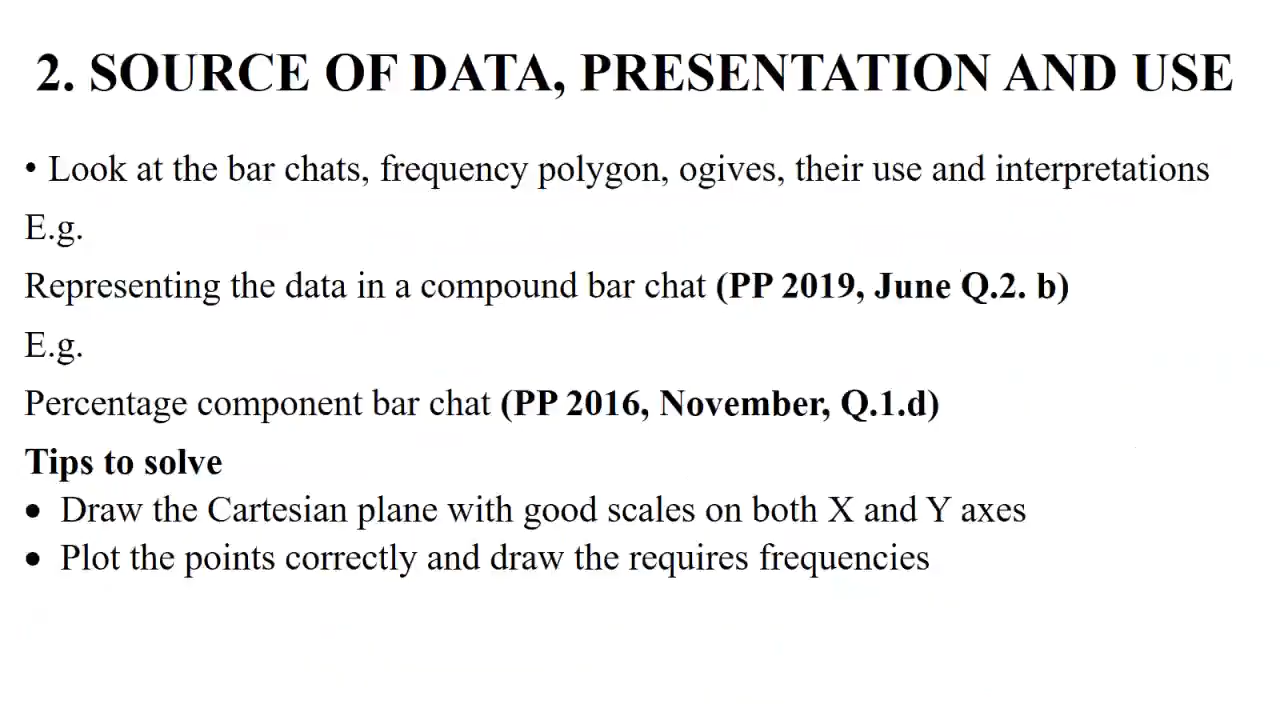 2. SOURCE OF DATA, PRESENTATION AND USE
• Look at the bar chats, frequency polygon, ogives, their use and interpretations
E.g.
Representing the data in a compound bar chat (PP 2019, June Q.2. b)
E.g.
Percentage component bar chat (PP 2016, November, Q.1.d)
Tips to solve
• Draw the Cartesian plane with good scales on both X and Y axes
• Plot the points correctly and draw the requires frequencies